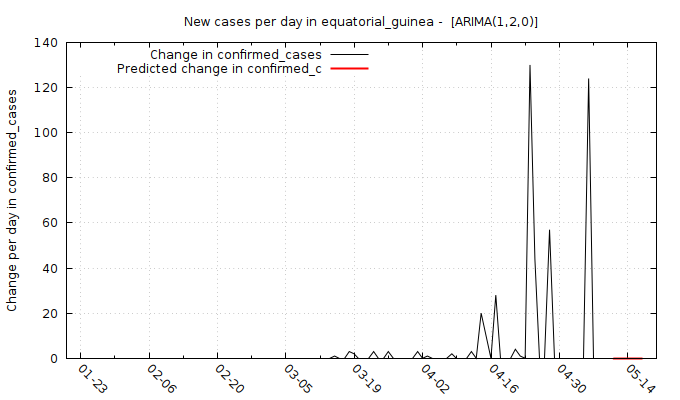 New cases per day in equatorial_guinea -  [ARIMA(1,2,0)]
Change in confirmed_cases
Predicted change in confirmed_c
Change per day in confirmed_cases
140
120
100
80
60
40
20
0
01-23 02-06 02-20 03-05 03-19 04-02 04-16 04-30 05-14